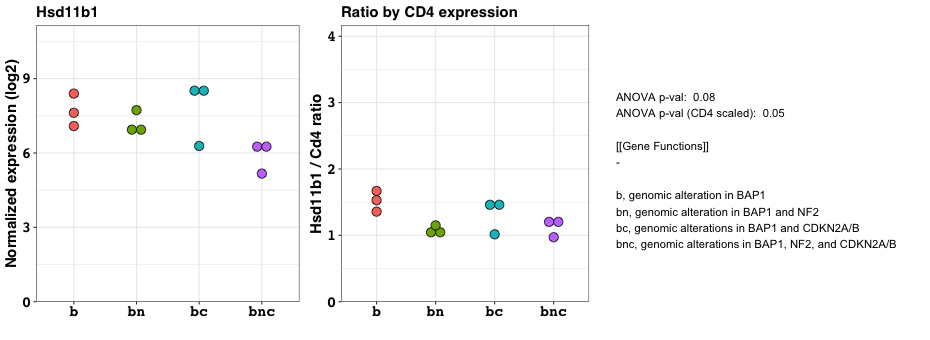 Hsd11b1
Normalized expression (log2)
9
6
3
0
b
bn
bc
bnc
Ratio by CD4 expression
Hsd11b1 / Cd4 ratio
4
3
2
1
0
b
bn
bc
bnc
ANOVA p-val:  0.08
ANOVA p-val (CD4 scaled):  0.05
[[Gene Functions]]
-
b, genomic alteration in BAP1
bn, genomic alteration in BAP1 and NF2
bc, genomic alterations in BAP1 and CDKN2A/B
bnc, genomic alterations in BAP1, NF2, and CDKN2A/B